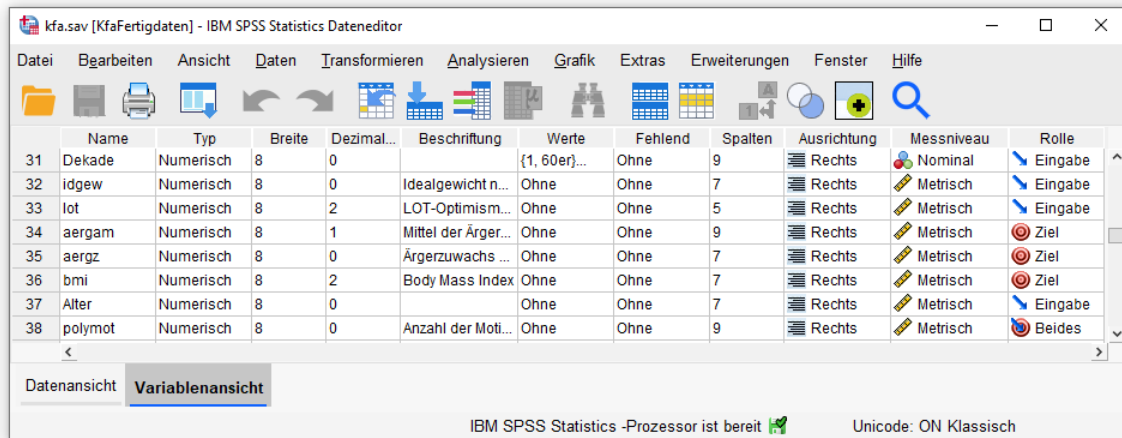 kfa.sav [KfaFertigdaten] - IBM SPSS Statistics Dateneditor
Datei Bearbeiten Ansicht Daten Transformieren Analysieren Grafik Extras Erweiterungen Fenster Hilfe
Name Typ Breite Dezimal... Beschriftung Werte Fehlend Spalten Ausrichtung Messniveau Rolle
31 Dekade Numerisch 8 0 {1, 60er}... Ohne 9 Rechts Nominal Eingabe
32 idgew Numerisch 8 0 Idealgewicht n... Ohne Ohne 7 Rechts Metrisch Eingabe
33 lot Numerisch 8 2 LOT-Optimism... Ohne Ohne 5 Rechts Metrisch Eingabe
34 aergam Numerisch 8 1 Mittel der Ärger... Ohne Ohne 9 Rechts Metrisch Ziel
35 aergz Numerisch 8 0 Ärgerzuwachs ... Ohne Ohne 7 Rechts Metrisch Ziel
36 bmi Numerisch 8 2 Body Mass Index Ohne Ohne 7 Rechts Metrisch Ziel
37 Alter Numerisch 8 0 Ohne Ohne 7 Rechts Metrisch Eingabe
38 polymot Numerisch 8 0 Anzahl der Moti... Ohne Ohne 9 Rechts Metrisch Beides
Datenansicht Variablenansicht
IBM SPSS Statistics -Prozessor ist bereit Unicode: ON Klassisch